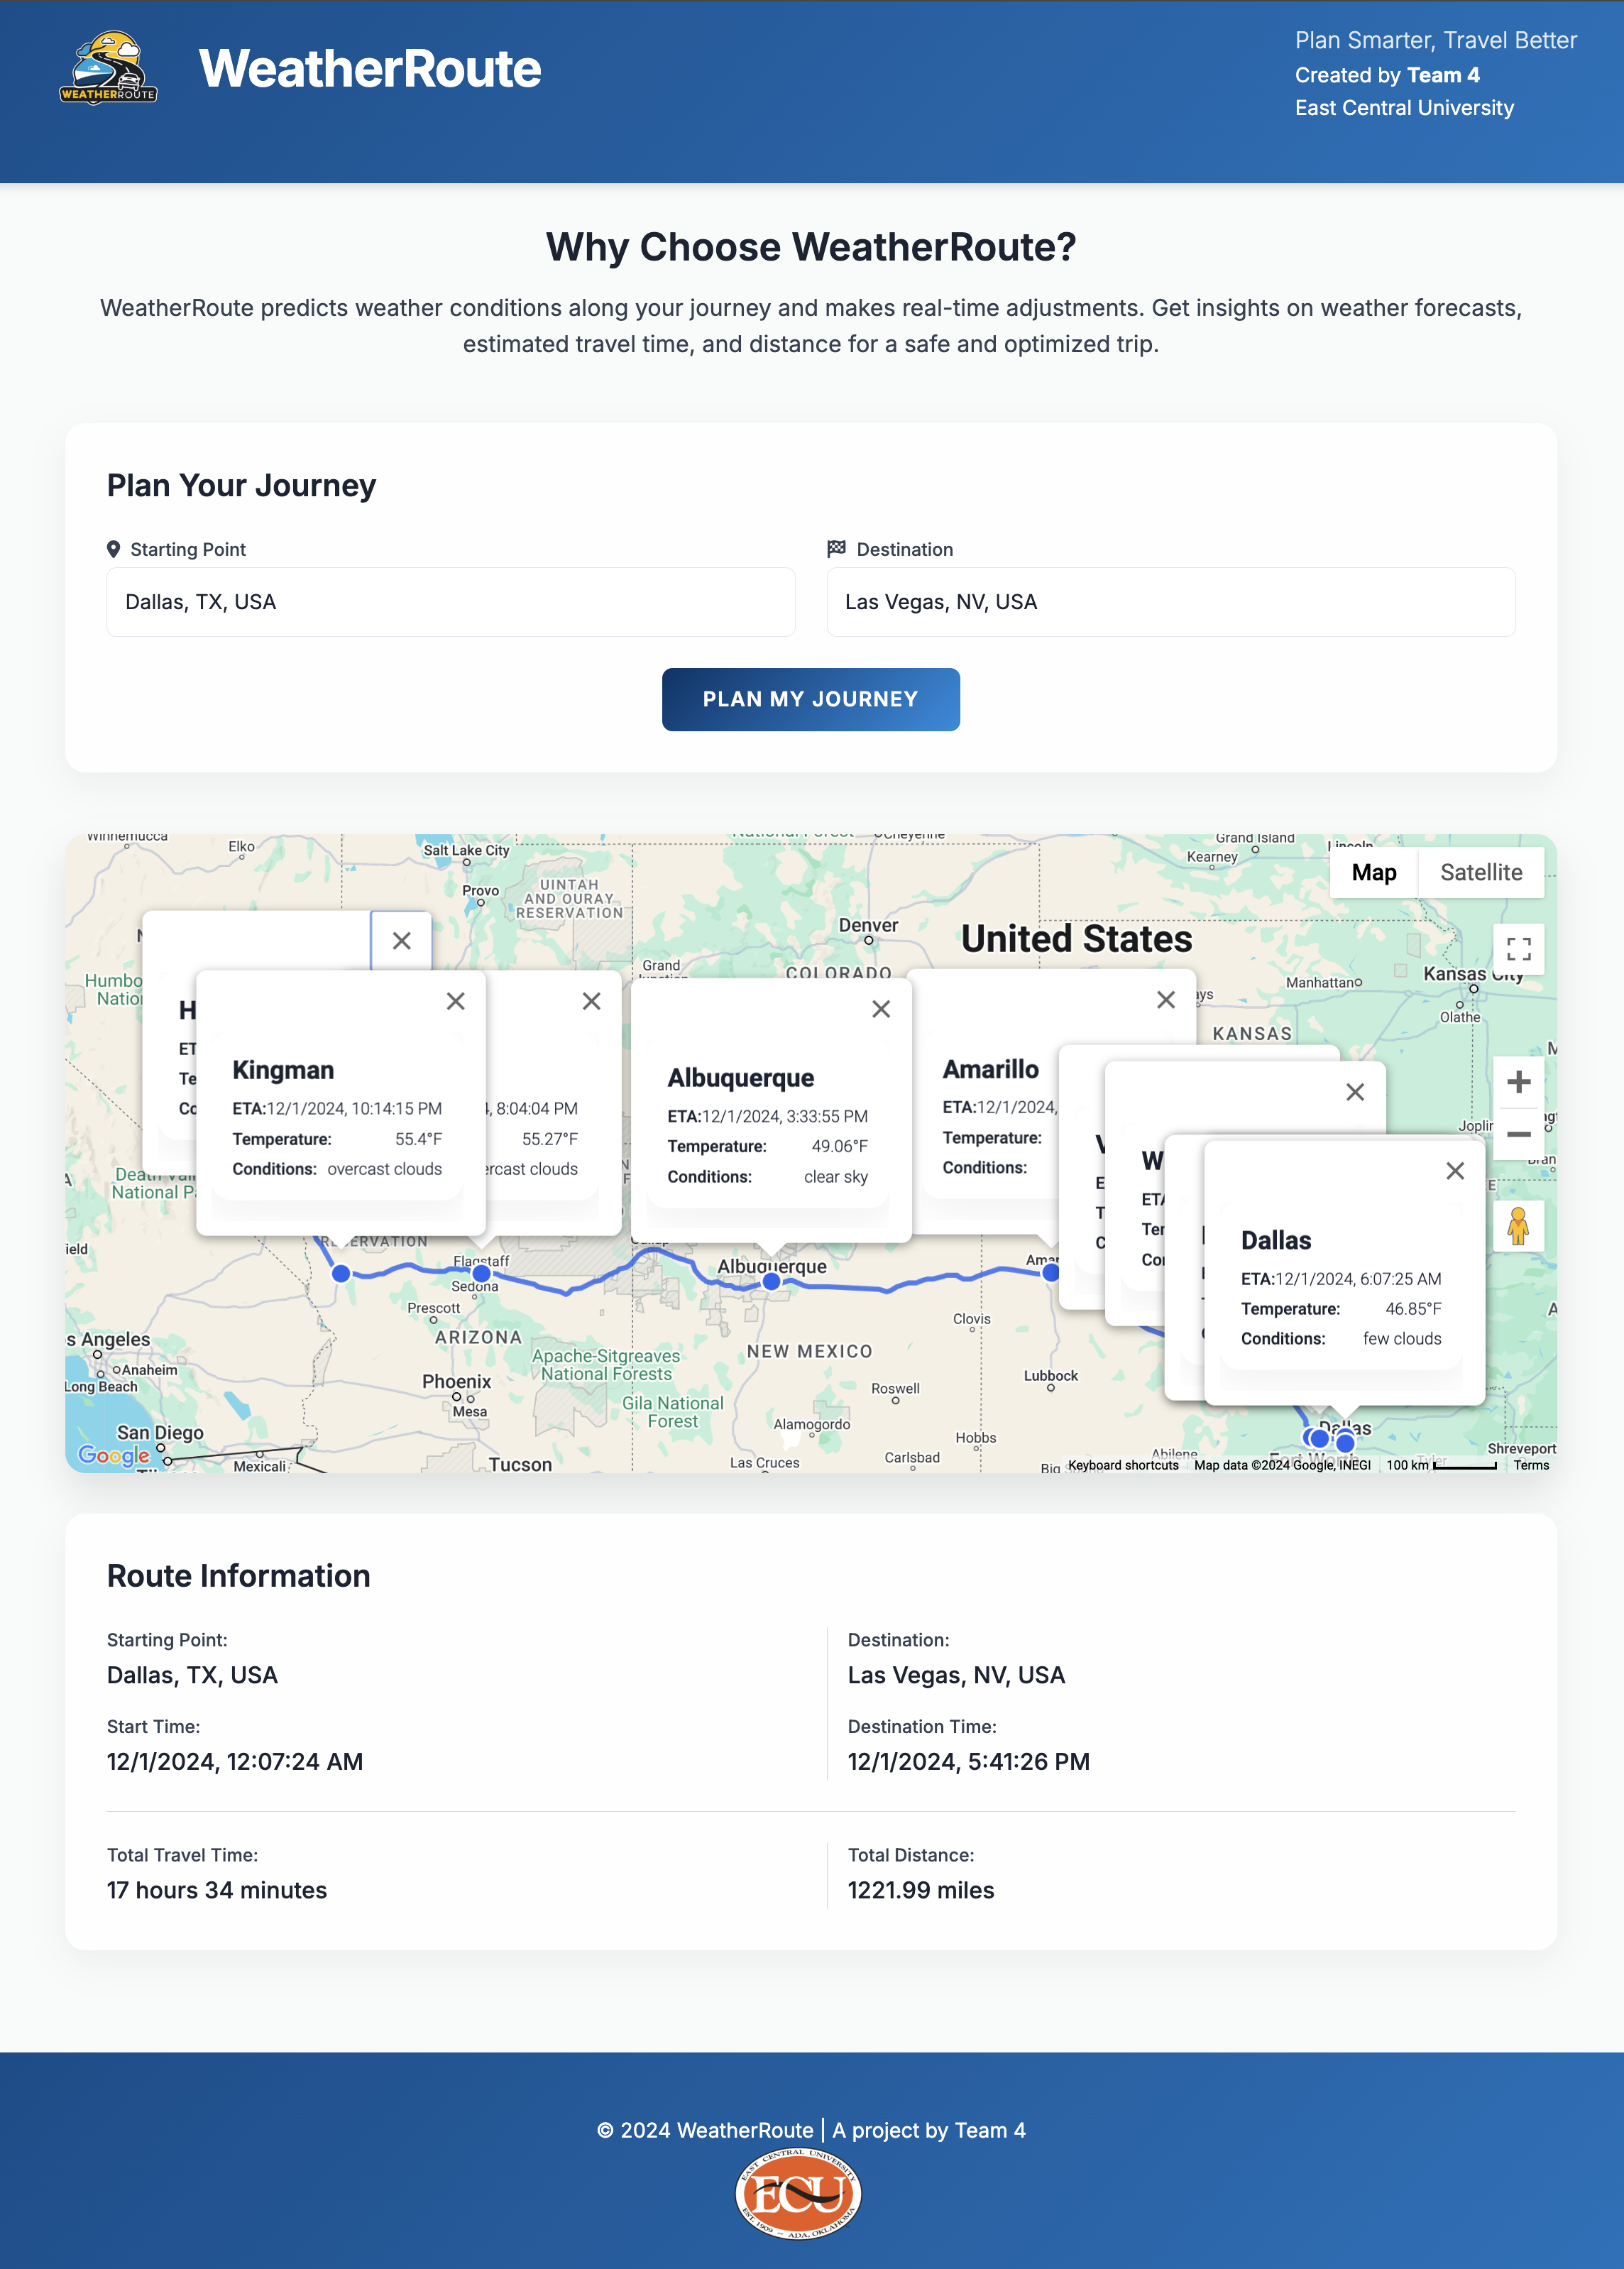 WEATHERROUTE
WeatherRoute
Plan Smarter, Travel Better
Created by Team 4
East Central University
Why Choose WeatherRoute?
WeatherRoute predicts weather conditions along your journey and makes real-time adjustments. Get insights on weather forecasts,
estimated travel time, and distance for a safe and optimized trip.
Plan Your Journey
Starting Point
Dallas, TX, USA
Destination
Las Vegas, NV, USA
PLAN MY JOURNEY
Winnemucca
Elko
Salt Lake City
Provo
UINTAH
AND OURAY
RESERVATION
Cheyenne
Grand Island
Lincoln
Kearney
Map
Satellite
Denver
United States
Grand
COLORADO
Manhattan
Kansas City
Olathe
KANSAS
Kingman
ETA:12/1/2024, 10:14:15 PM
Temperature: 55.4°F
Conditions: overcast clouds
8:04:04 PM
55.27°F
clouds
Albuquerque
ETA:12/1/2024, 3:33:55 PM
Temperature: 49.06°F
Conditions: clear sky
Amarillo
ETA:12/1/2024,
Temperature:
Conditions:
Dallas
ETA:12/1/2024, 6:07:25 AM
Temperature: 46.85°F
Conditions: few clouds
National
Flagstaff
Sedona
Prescott
ARIZONA
Phoenix
Mesa
Apache-Sitgreaves
National Forests
Gila National
Forest
Albuquerque
NEW MEXICO
Clovis
Roswell
Lubbock
Alamogordo
Hobbs
Carlsbad
Las Cruces
Tucson
s Angeles
Anaheim
Long Beach
San Diego
Mexicali
Google
Dallas
Abilene
Fort Worth
Tyler
Shreveport
Keyboard shortcuts
Map data ©2024 Google, INEGI
100 km
Terms
Route Information
Starting Point:
Dallas, TX, USA
Destination:
Las Vegas, NV, USA
Start Time:
12/1/2024, 12:07:24 AM
Destination Time:
12/1/2024, 5:41:26 PM
Total Travel Time:
17 hours 34 minutes
Total Distance:
1221.99 miles
© 2024 WeatherRoute | A project by Team 4
EAST CENTRAL UNIVERSITY
ECU
EST. 1909 – ADA, OKLAHOMA